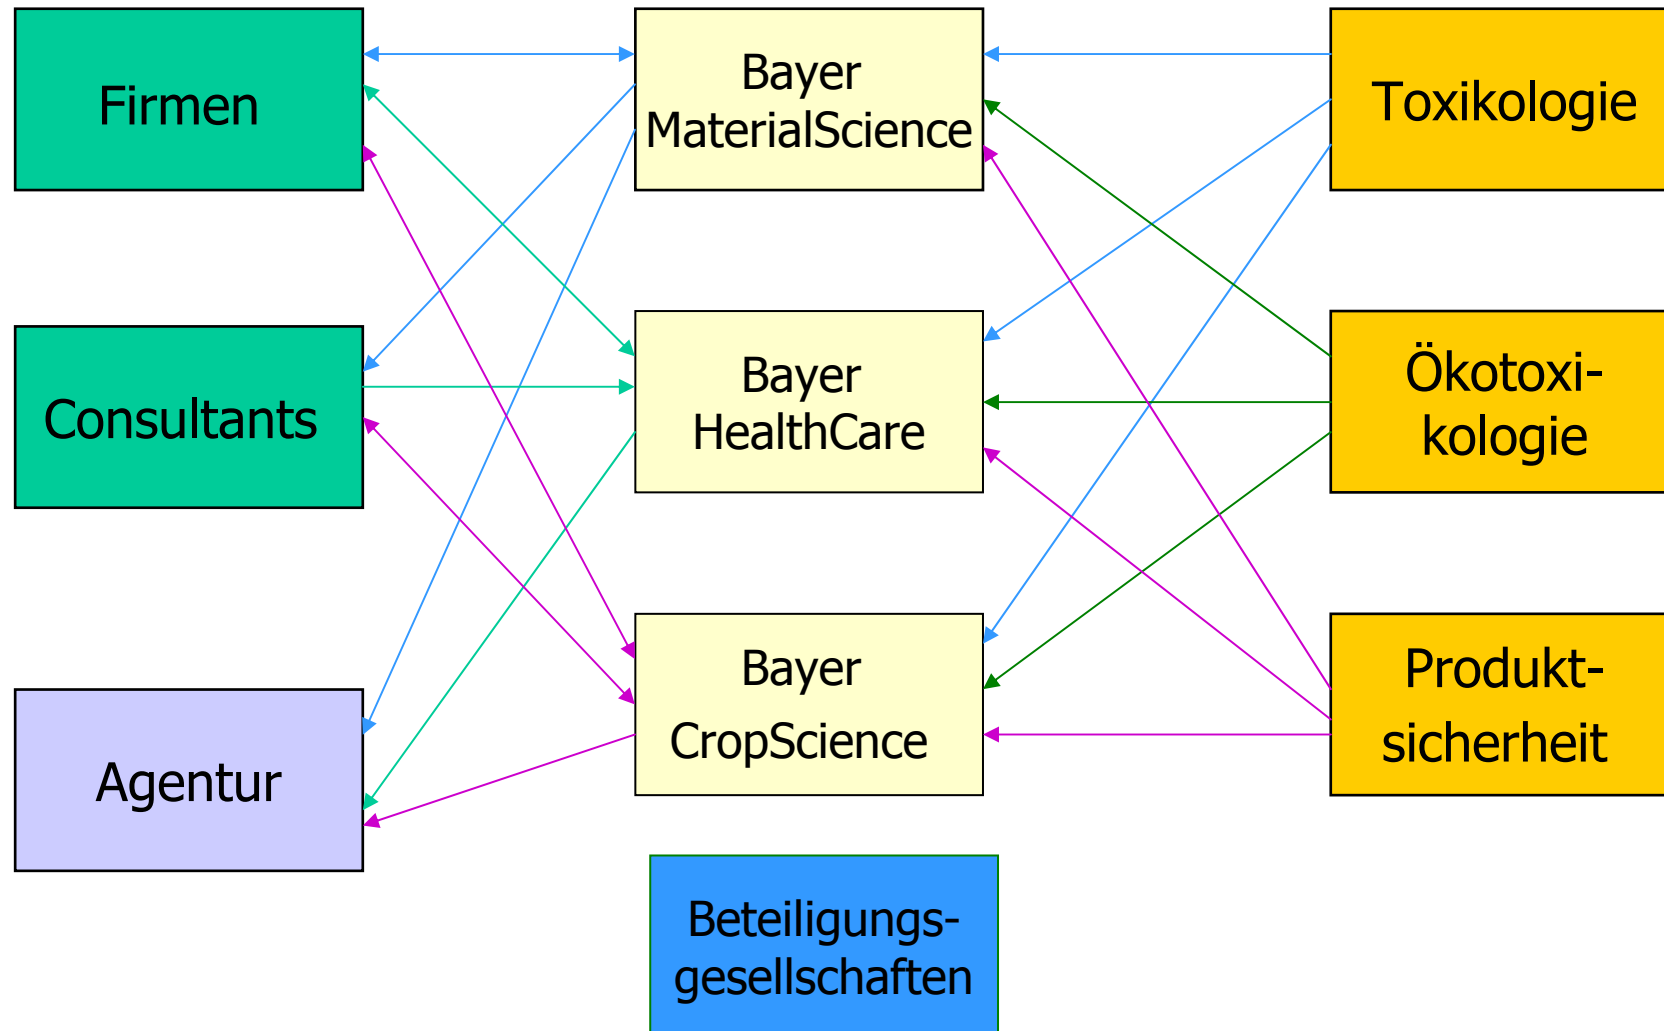 Firmen
Bayer
MaterialScience
Toxikologie
Consultants
Bayer
HealthCare
Ökotoxi-
kologie
Agentur
Bayer
CropScience
Produkt-
sicherheit
Beteiligungs-
gesellschaften